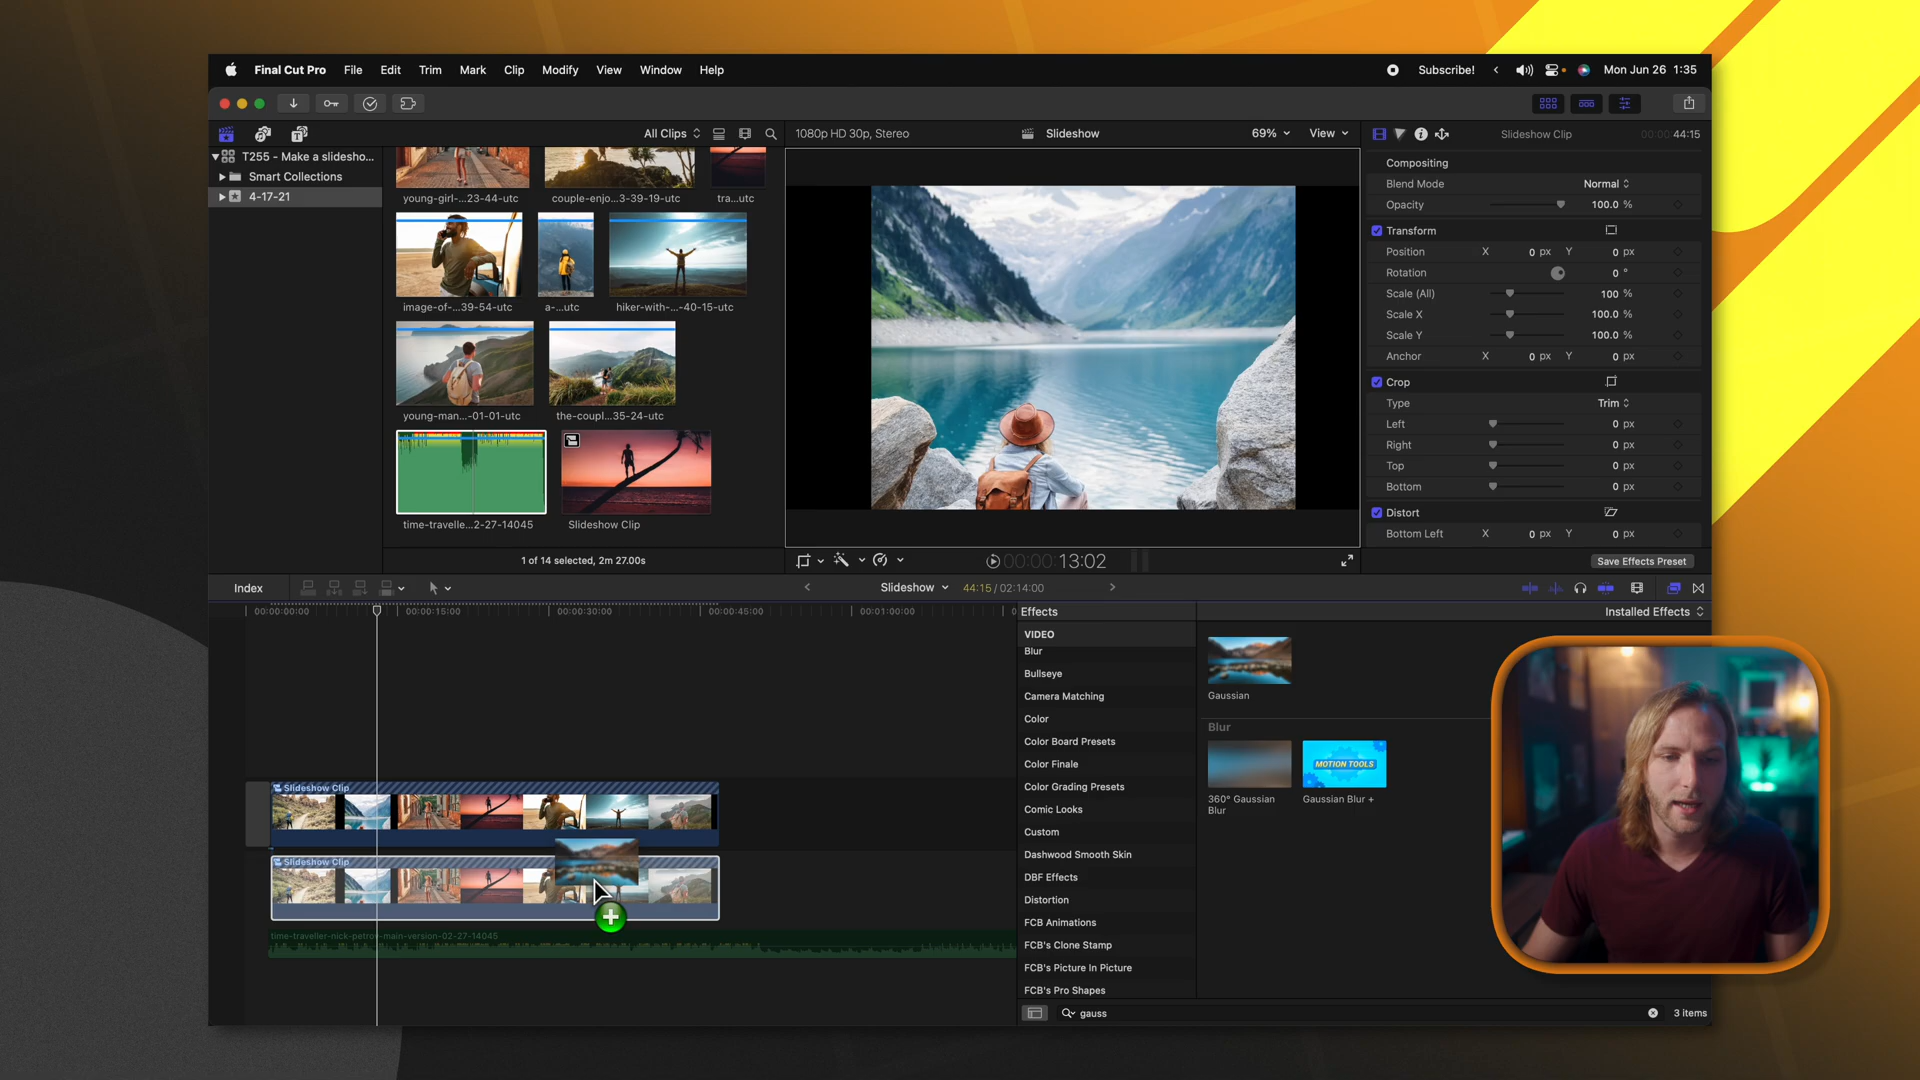 Final Cut Pro File Edit Trim Mark Clip Modify View Window Help
Subscribe! Mon Jun 26 1:35
All Clips
1080p HD 30p, Stereo
Slideshow
69%
View
Slideshow Clip
00:00:44:15
T255 - Make a slidesho...
Smart Collections
4-17-21
young-girl-...23-44-utc
couple-enjo...3-39-19-utc
tra...utc
image-of-...39-54-utc
a-...utc
hiker-with-...-40-15-utc
young-man...-01-01-utc
the-coupl...35-24-utc
time-travelle...2-27-14045
Slideshow Clip
1 of 14 selected, 2m 27.00s
00:00:00:13:02
Compositing
Blend Mode Normal
Opacity 100.0 %
Transform
Position X 0 px Y 0 px
Rotation 0 °
Scale (All) 100 %
Scale X 100.0 %
Scale Y 100.0 %
Anchor X 0 px Y 0 px
Crop
Type Trim
Left 0 px
Right 0 px
Top 0 px
Bottom 0 px
Distort
Bottom Left X 0 px Y 0 px
Save Effects Preset
Index
Slideshow
44:15 / 02:14:00
00:00:00:00
00:00:15:00
00:00:30:00
00:00:45:00
00:01:00:00
Slideshow Clip
Slideshow Clip
time-traveller-nick-petrov-main-version-02-27-14045
Effects
Installed Effects
VIDEO
Blur
Bullseye
Camera Matching
Color
Color Board Presets
Color Finale
Color Grading Presets
Comic Looks
Custom
Dashwood Smooth Skin
DBF Effects
Distortion
FCB Animations
FCB's Clone Stamp
FCB's Picture In Picture
FCB's Pro Shapes
Gaussian
Blur
360° Gaussian
Blur
MOTION TOOLS
Gaussian Blur +
gauss
3 items